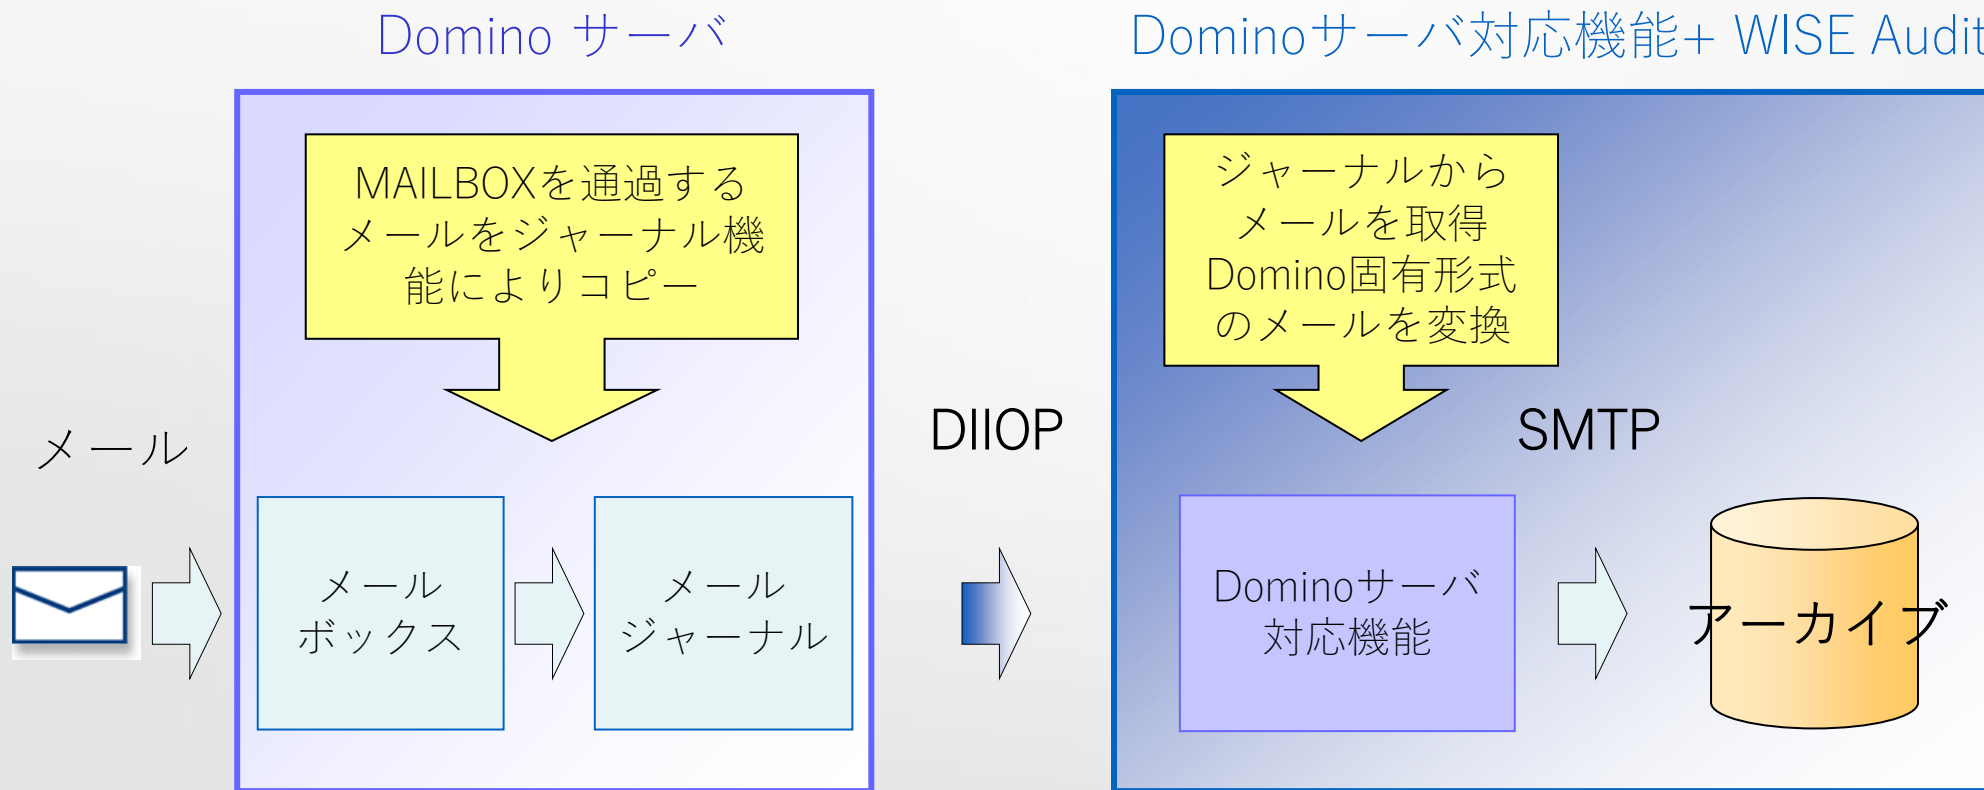 Domino サーバ
Dominoサーバ対応機能+ WISE Audit
MAILBOXを通過する
メールをジャーナル機
能によりコピー
ジャーナルから
メールを取得
Domino固有形式
のメールを変換
メール
DIIOP
SMTP
メール
ボックス
メール
ジャーナル
Dominoサーバ
対応機能
アーカイブ